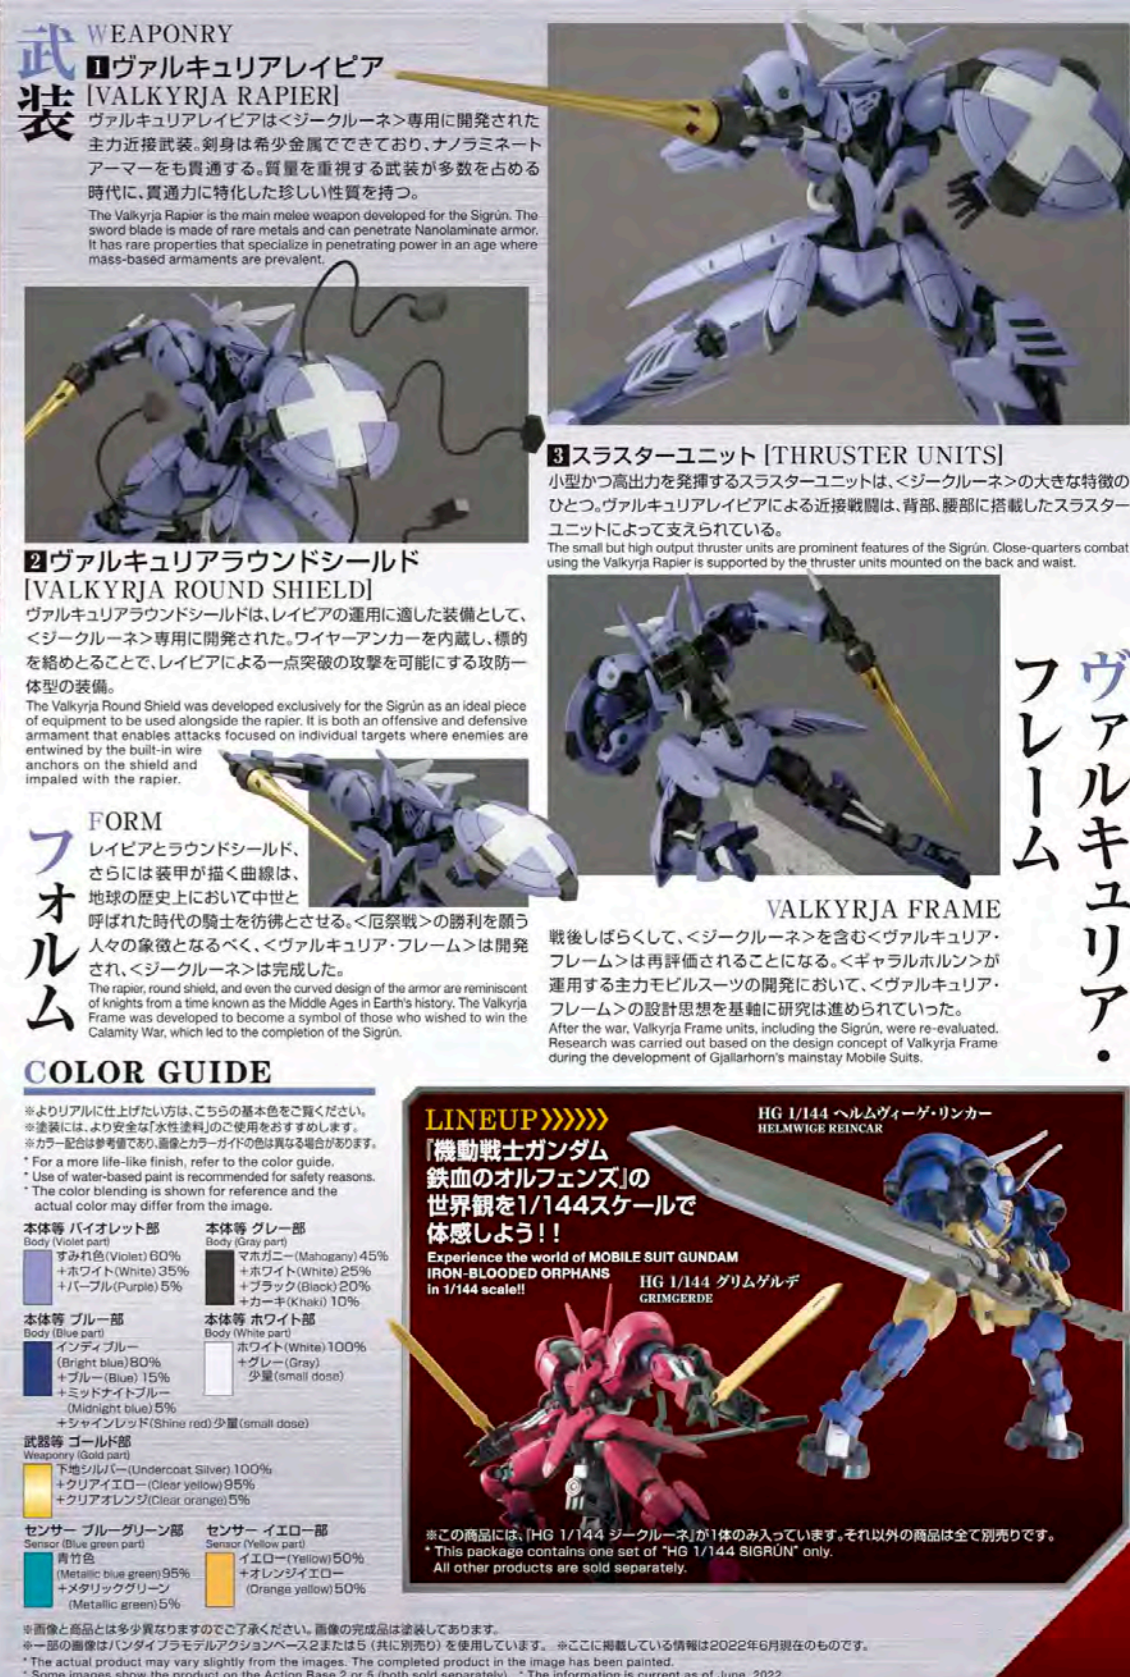 武装
WEAPONRY
1 ヴァルキュリアレイピア
[VALKYRJA RAPIER]
ヴァルキュリアレイピアは<ジークルーネ>専用に開発された
主力近接武装。剣身は希少金属でできており、ナノラミネート
アーマーをも貫通する。質量を重視する武装が多数を占める
時代に、貫通力に特化した珍しい性質を持つ。
The Valkyrja Rapier is the main melee weapon developed for the Sigrún. The
sword blade is made of rare metals and can penetrate Nanolaminate armor.
It has rare properties that specialize in penetrating power in an age where
mass-based armaments are prevalent.
2 ヴァルキュリアラウンドシールド
[VALKYRJA ROUND SHIELD]
ヴァルキュリアラウンドシールドは、レイピアの運用に適した装備として、
<ジークルーネ>専用に開発された。ワイヤーアンカーを内蔵し、標的
を絡めとることで、レイピアによる一点突破の攻撃を可能にする攻防一
体型の装備。
The Valkyrja Round Shield was developed exclusively for the Sigrún as an ideal piece
of equipment to be used alongside the rapier. It is both an offensive and defensive
armament that enables attacks focused on individual targets where enemies are
entwined by the built-in wire
anchors on the shield and
impaled with the rapier.
3 スラスターユニット [THRUSTER UNITS]
小型かつ高出力を発揮するスラスターユニットは、<ジークルーネ>の大きな特徴の
ひとつ。ヴァルキュリアレイピアによる近接戦闘は、背部、腰部に搭載したスラスター
ユニットによって支えられている。
The small but high output thruster units are prominent features of the Sigrún. Close-quarters combat
using the Valkyrja Rapier is supported by the thruster units mounted on the back and waist.
フォルム
FORM
レイピアとラウンドシールド、
さらには装甲が描く曲線は、
地球の歴史上において中世と
呼ばれた時代の騎士を彷彿とさせる。<厄祭戦>の勝利を願う
人々の象徴となるべく、<ヴァルキュリア・フレーム>は開発
され、<ジークルーネ>は完成した。
The rapier, round shield, and even the curved design of the armor are reminiscent
of knights from a time known as the Middle Ages in Earth's history. The Valkyrja
Frame was developed to become a symbol of those who wished to win the
Calamity War, which led to the completion of the Sigrún.
ヴァルキュリア・
フレーム
VALKYRJA FRAME
戦後しばらくして、<ジークルーネ>を含む<ヴァルキュリア・
フレーム>は再評価されることになる。<ギャラルホルン>が
運用する主力モビルスーツの開発において、<ヴァルキュリア・
フレーム>の設計思想を基軸に研究は進められていった。
After the war, Valkyrja Frame units, including the Sigrún, were re-evaluated.
Research was carried out based on the design concept of Valkyrja Frame
during the development of Gjallarhorn's mainstay Mobile Suits.
COLOR GUIDE
※よりリアルに仕上げたい方は、こちらの基本色をご覧ください。
※塗装には、より安全な「水性塗料」のご使用をおすすめします。
※カラー配合は参考値であり、画像とカラーガイドの色は異なる場合があります。
* For a more life-like finish, refer to the color guide.
* Use of water-based paint is recommended for safety reasons.
* The color blending is shown for reference and the
actual color may differ from the image.
本体等 バイオレット部
Body (Violet part)
すみれ色(Violet)60%
+ホワイト(White)35%
+パープル(Purple)5%
本体等 グレー部
Body (Gray part)
マホガニー(Mahogany)45%
+ホワイト(White)25%
+ブラック(Black)20%
+カーキ(Khaki)10%
本体等 ブルー部
Body (Blue part)
インディブルー
(Bright blue)80%
+ブルー(Blue)15%
+ミッドナイトブルー
(Midnight blue)5%
+シャインレッド(Shine red)少量(small dose)
本体等 ホワイト部
Body (White part)
ホワイト(White)100%
+グレー(Gray)
少量(small dose)
武器等 ゴールド部
Weaponry (Gold part)
下地シルバー(Undercoat Silver)100%
+クリアイエロー(Clear yellow)95%
+クリアオレンジ(Clear orange)5%
センサー ブルーグリーン部
Sensor (Blue green part)
青竹色
(Metallic blue green)95%
+メタリックグリーン
(Metallic green)5%
センサー イエロー部
Sensor (Yellow part)
イエロー(Yellow)50%
+オレンジイエロー
(Orange yellow)50%
LINEUP》》》
『機動戦士ガンダム
鉄血のオルフェンズ』の
世界観を1/144スケールで
体感しよう!!
Experience the world of MOBILE SUIT GUNDAM
IRON-BLOODED ORPHANS
in 1/144 scale!!
HG 1/144 ヘルムヴィーゲ・リンカー
HELMWIGE REINCAR
HG 1/144 グリムゲルデ
GRIMGERDE
※この商品には、「HG 1/144 ジークルーネ」が1体のみ入っています。それ以外の商品は全て別売りです。
* This package contains one set of "HG 1/144 SIGRÚN" only.
All other products are sold separately.
※画像と商品とは多少異なりますのでご了承ください。画像の完成品は塗装してあります。
※一部の画像はバンダイプラモデルアクションベース2または5(共に別売り)を使用しています。 ※ここに掲載している情報は2022年6月現在のものです。
* The actual product may vary slightly from the images. The completed product in the image has been painted.
* Some images show the product on the Action Base 2 or 5 (both sold separately). * The information is current as of June, 2022.